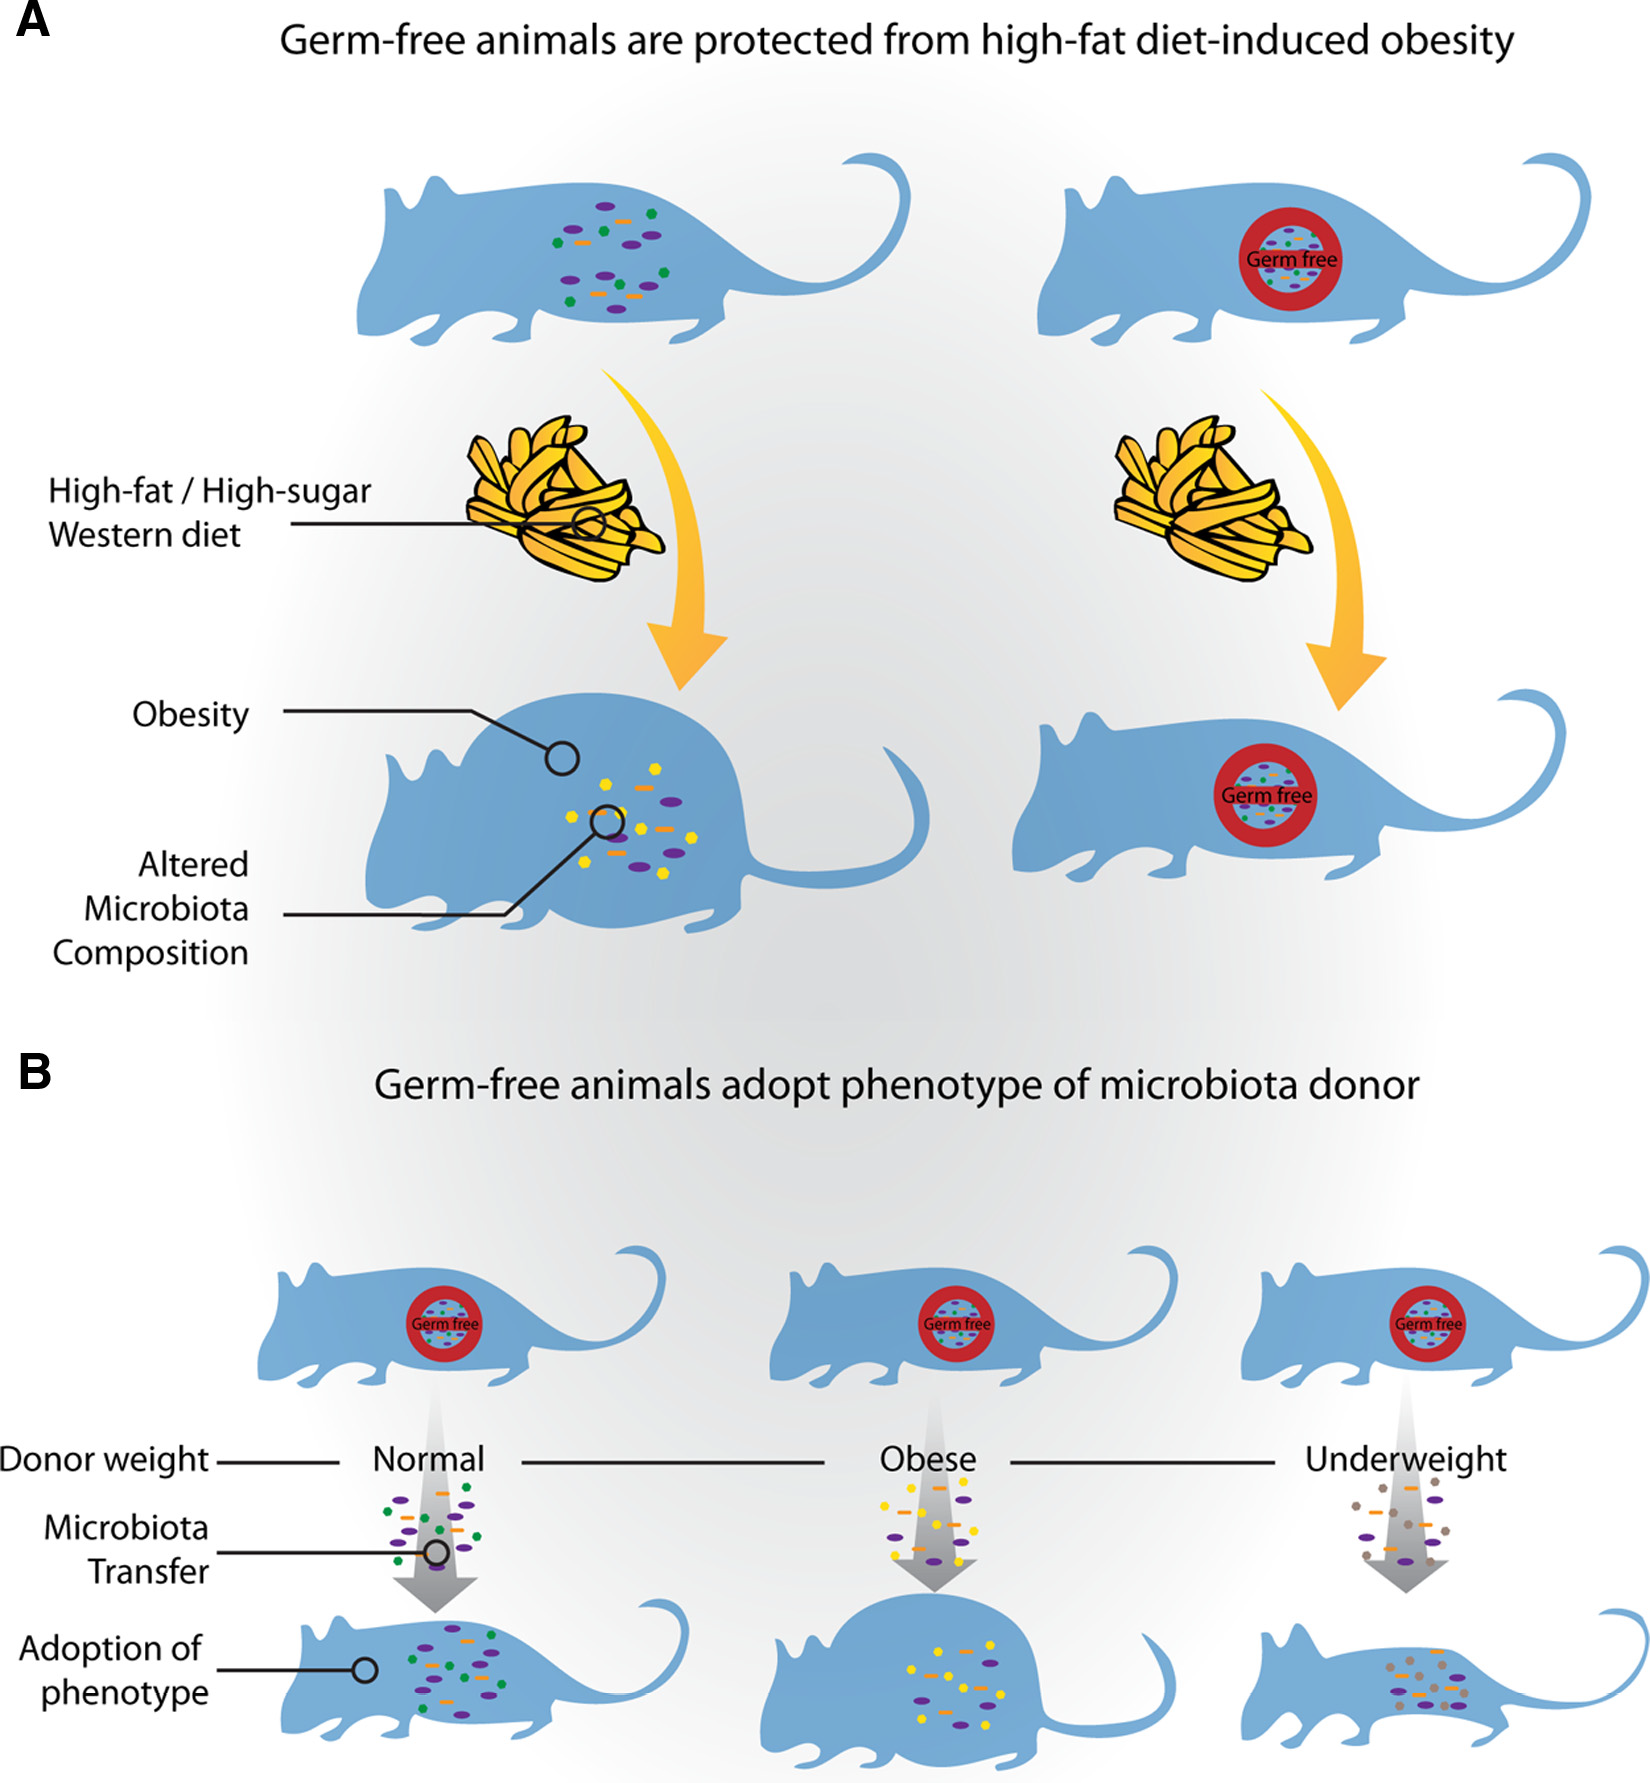 A
Germ-free animals are protected from high-fat diet-induced obesity
Germ free
High-fat / High-sugar
Western diet
Obesity
Germ free
Altered
Microbiota
Composition
B
Germ-free animals adopt phenotype of microbiota donor
Germ free
Germ free
Germ free
Donor weight
Normal
Obese
Underweight
Microbiota
Transfer
Adoption of
phenotype